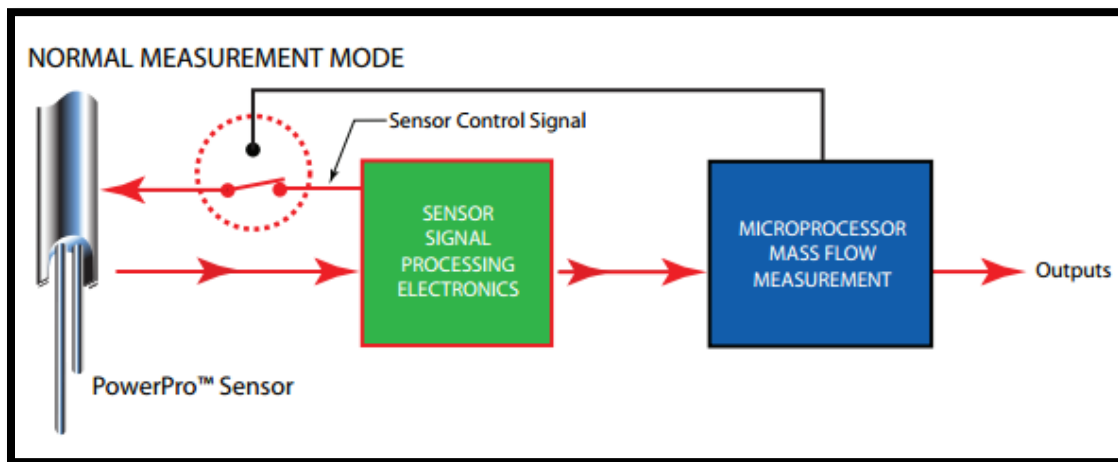 NORMAL MEASUREMENT MODE
Sensor Control Signal
SENSOR
SIGNAL
PROCESSING
ELECTRONICS
MICROPROCESSOR
MASS FLOW
MEASUREMENT
Outputs
PowerPro™ Sensor